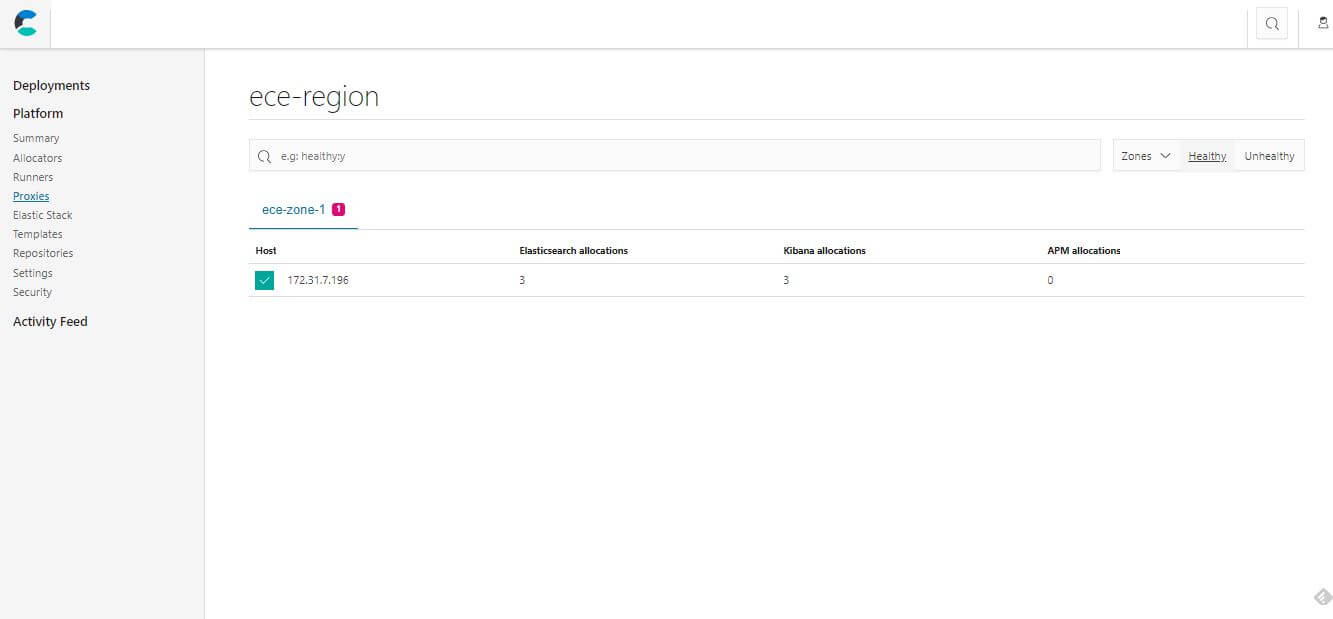 Deployments
Platform
Summary
Allocators
Runners
Proxies
Elastic Stack
Templates
Repositories
Settings
Security
Activity Feed
ece-region
e.g: healthy:y
Zones Healthy Unhealthy
ece-zone-1 1
Host Elasticsearch allocations Kibana allocations APM allocations
172.31.7.196 3 3 0